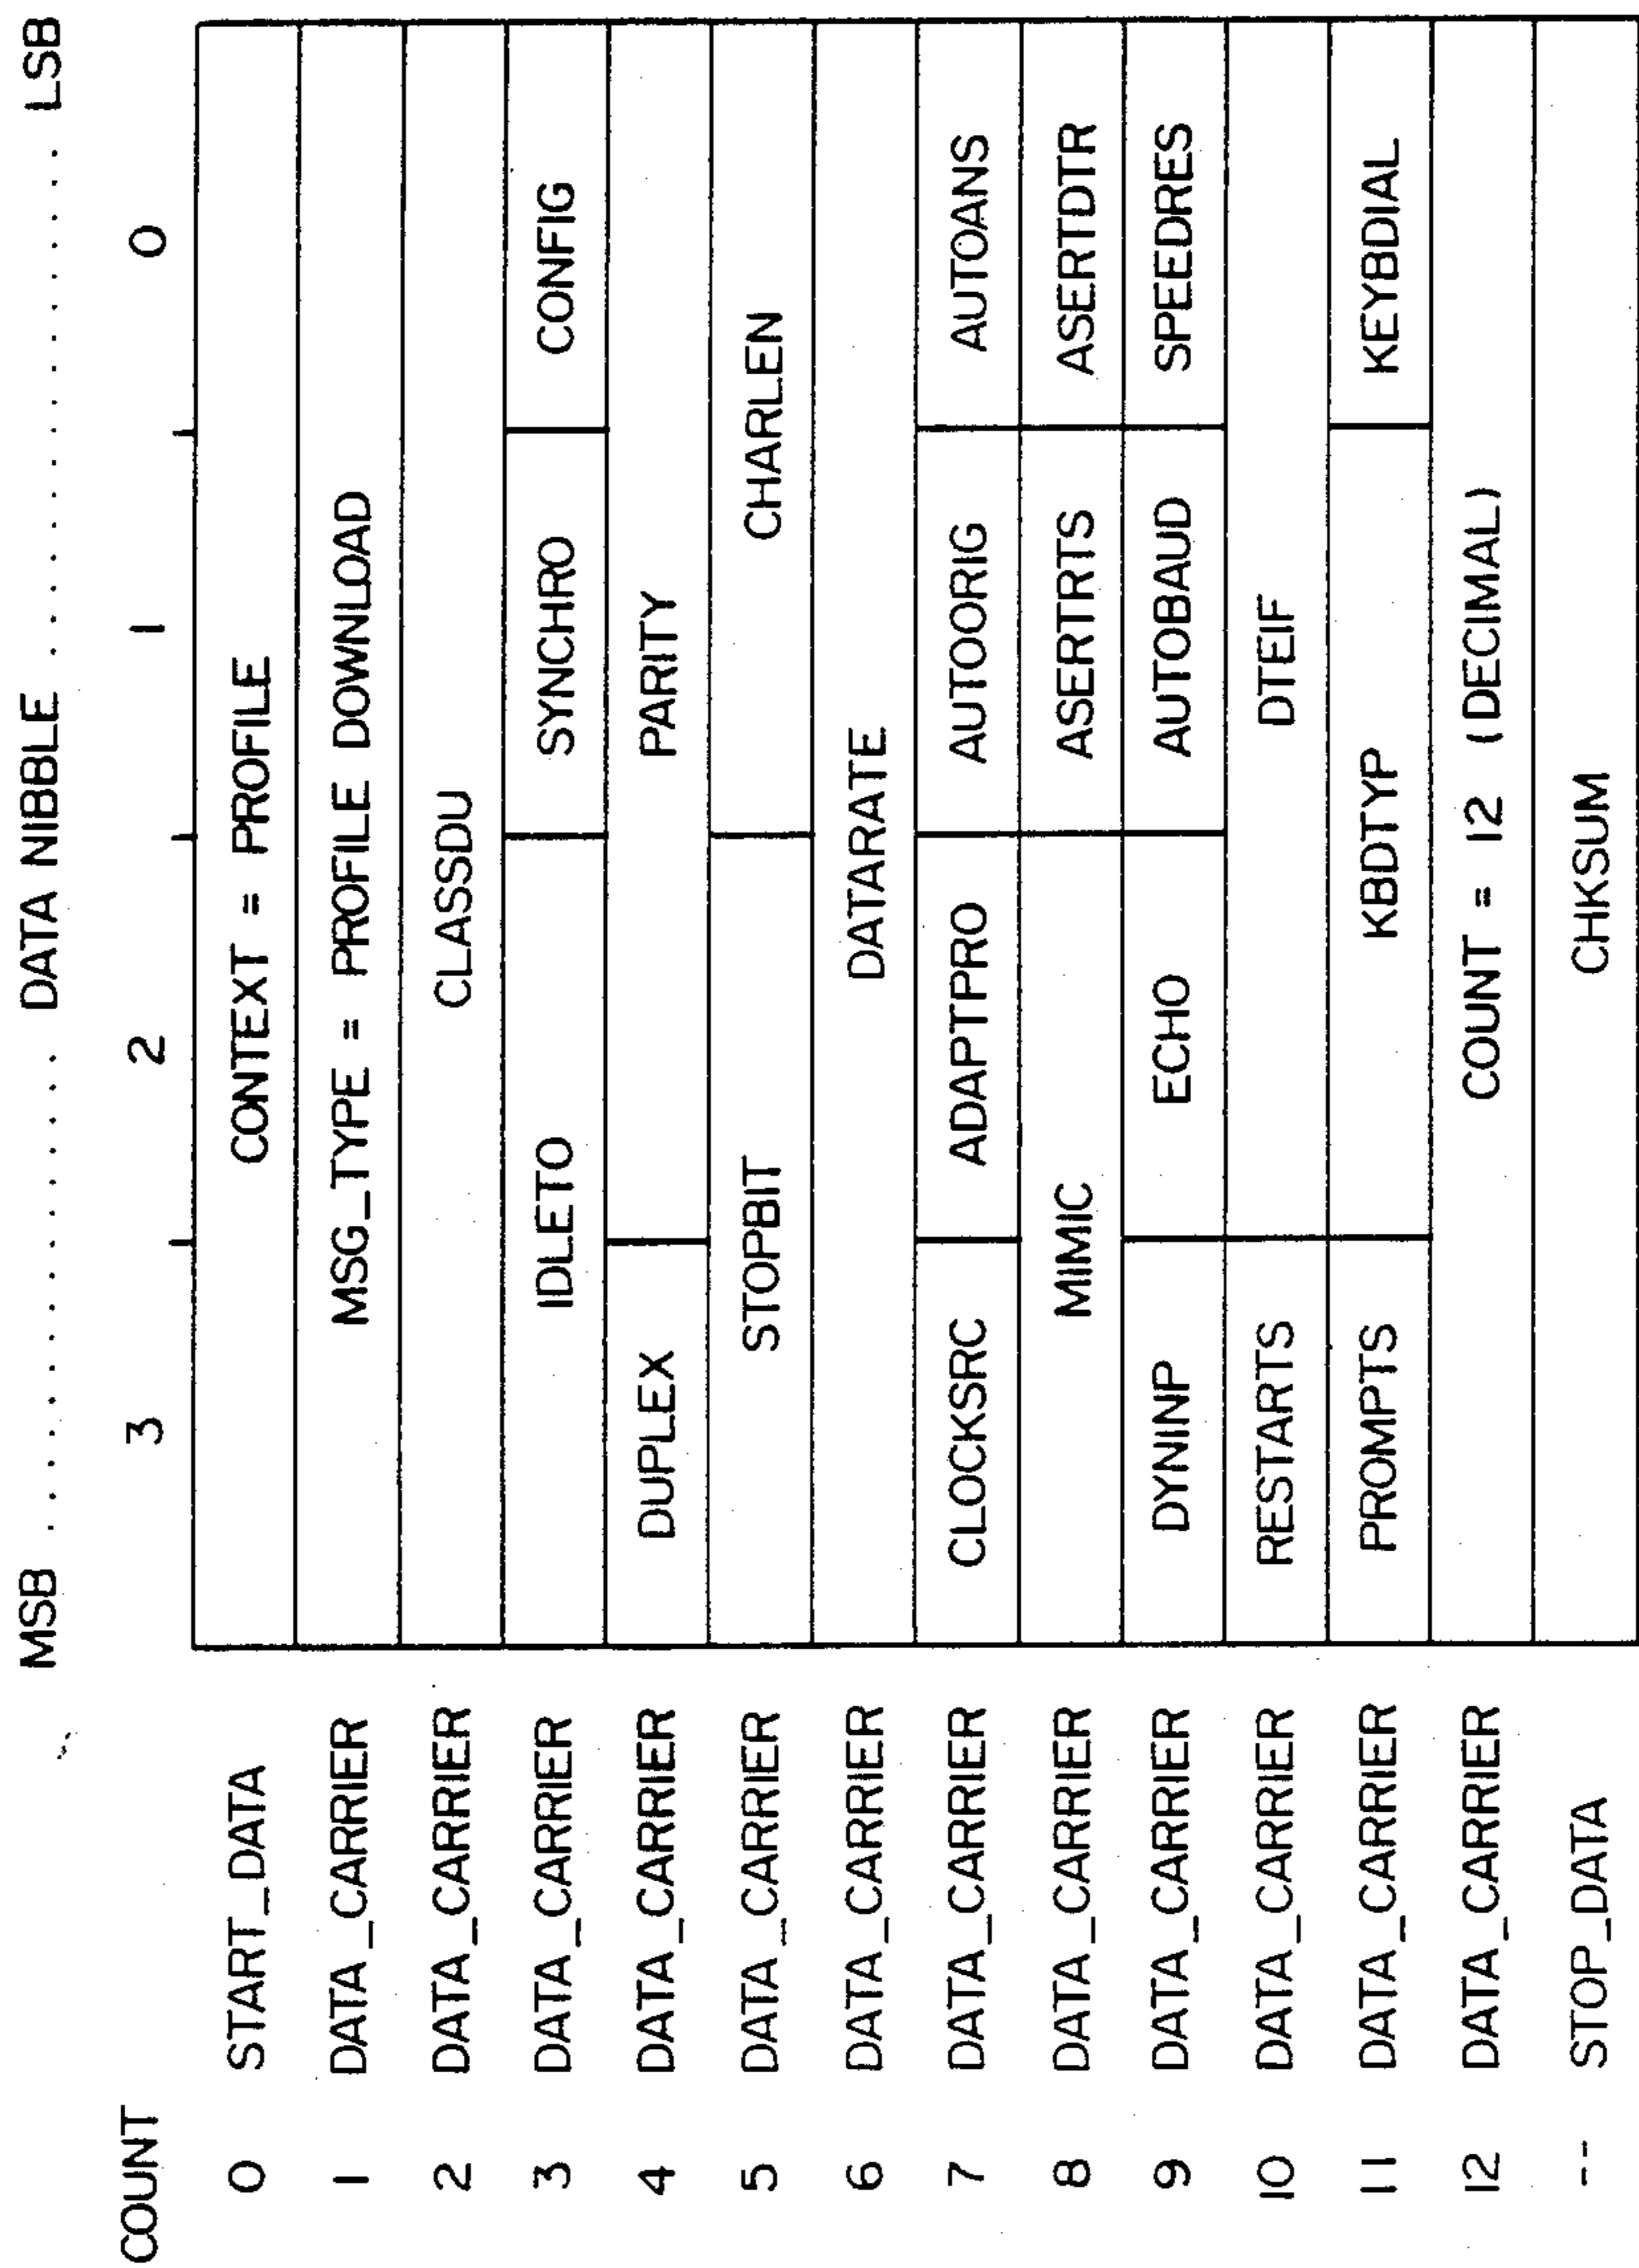 MSB ............. DATA NIBBLE ................. LSB
COUNT 3 2 1 0
0 START_DATA CONTEXT = PROFILE
1 DATA_CARRIER MSG_TYPE = PROFILE DOWNLOAD
2 DATA_CARRIER CLASSDU
3 DATA_CARRIER IDLETO SYNCHRO CONFIG
4 DATA_CARRIER DUPLEX PARITY
5 DATA_CARRIER STOPBIT CHARLEN
6 DATA_CARRIER DATARATE
7 DATA_CARRIER CLOCKSRC ADAPTPRO AUTOORIG AUTOANS
8 DATA_CARRIER MIMIC ASERTRTS ASERTDTR
9 DATA_CARRIER DYNINP ECHO AUTOBAUD SPEEDRES
10 DATA_CARRIER RESTARTS DTEIF
11 DATA_CARRIER PROMPTS KBDTYP KEYBDIAL
12 DATA_CARRIER COUNT = 12 (DECIMAL)
-- STOP_DATA CHKSUM